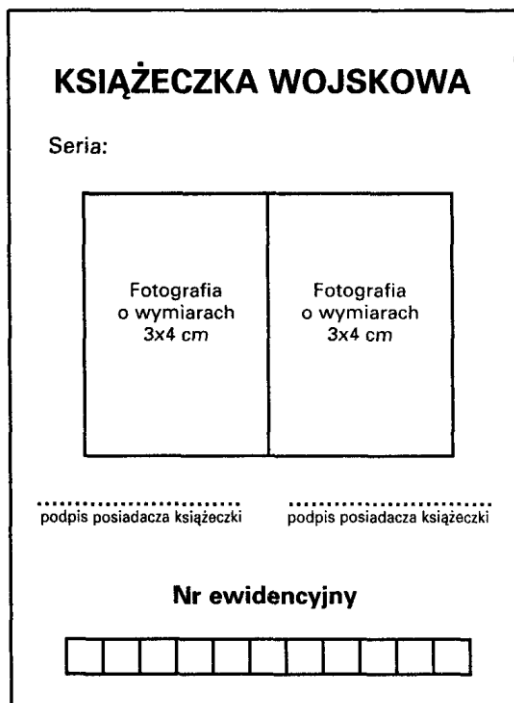 KSIĄŻECZKA WOJSKOWA
Seria:
Fotografia
o wymiarach
3x4 cm
Fotografia
o wymiarach
3x4 cm
podpis posiadacza książeczki
podpis posiadacza książeczki
Nr ewidencyjny